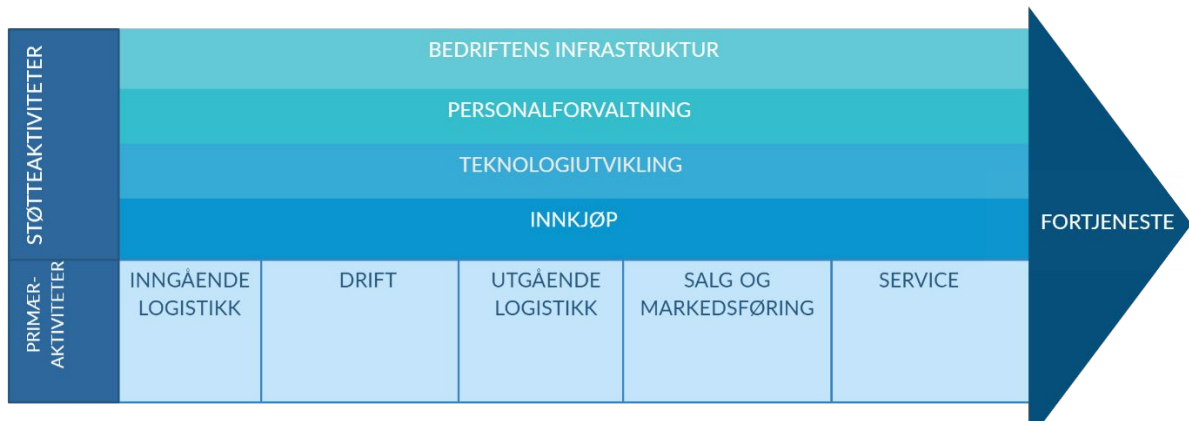 STØTTEAKTIVITETER
BEDRIFTENS INFRASTRUKTUR
PERSONALFORVALTNING
TEKNOLOGIUTVIKLING
INNKJØP
PRIMÆR-
AKTIVITETER
INNGÅENDE
LOGISTIKK
DRIFT
UTGÅENDE
LOGISTIKK
SALG OG
MARKEDSFØRING
SERVICE
FORTJENESTE